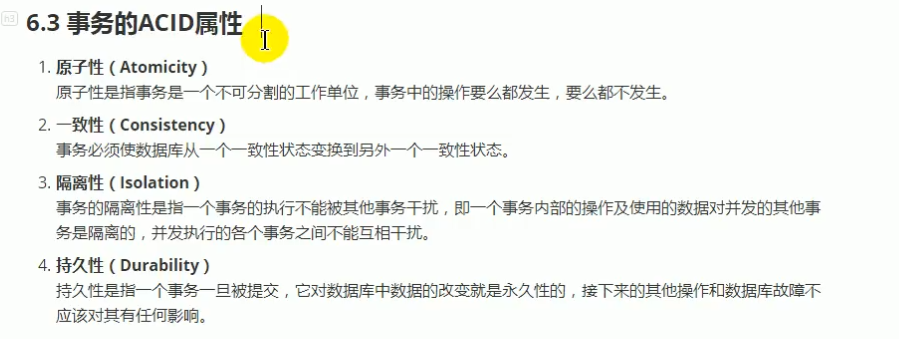 h3
6.3 事务的ACID属性
1. 原子性（Atomicity）
原子性是指事务是一个不可分割的工作单位，事务中的操作要么都发生，要么都不发生。
2. 一致性（Consistency）
事务必须使数据库从一个一致性状态变换到另外一个一致性状态。
3. 隔离性（Isolation）
事务的隔离性是指一个事务的执行不能被其他事务干扰，即一个事务内部的操作及使用的数据对并发的其他事
务是隔离的，并发执行的各个事务之间不能互相干扰。
4. 持久性（Durability）
持久性是指一个事务一旦被提交，它对数据库中数据的改变就是永久性的，接下来的其他操作和数据库故障不
应该对其有任何影响。